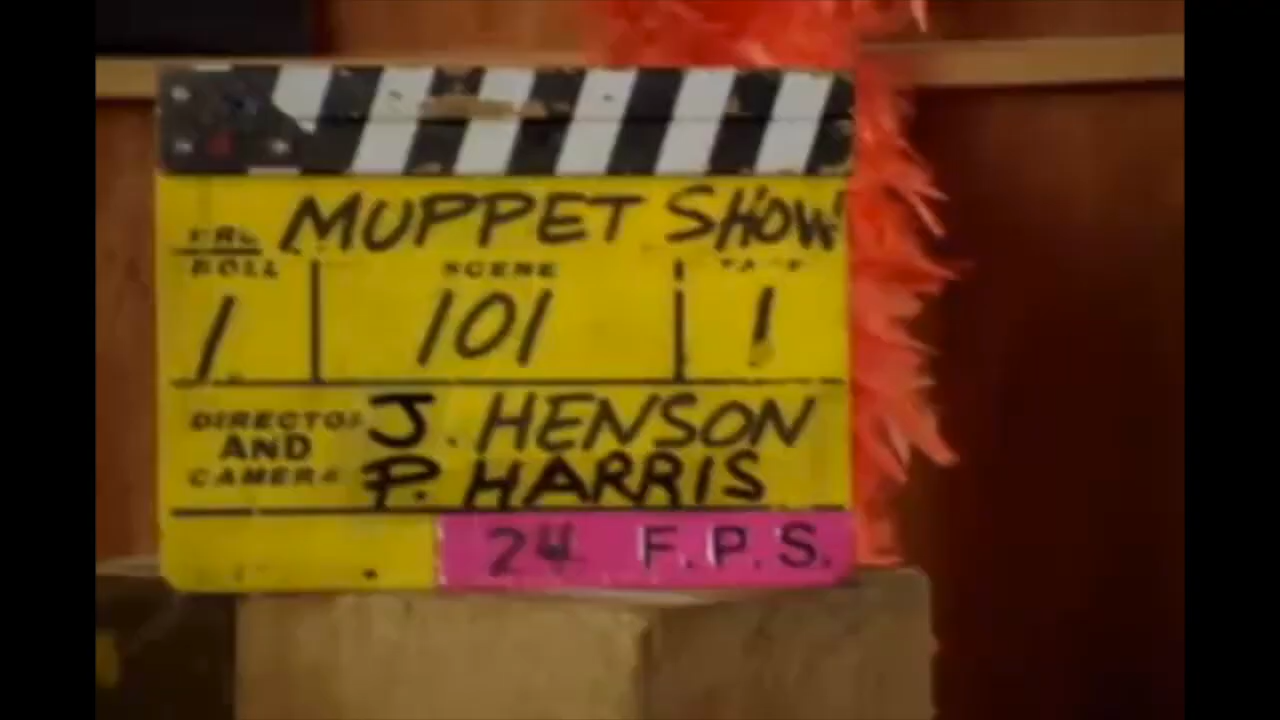 MUPPET SHOW
ROLL SCENE
1 101 1
DIRECTOR J. HENSON
AND
CAMERA P. HARRIS
24 F.P.S.